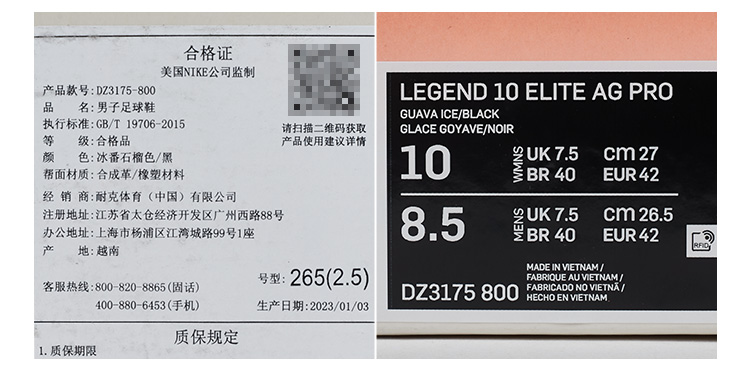 合格证
美国NIKE公司监制
产品款号:DZ3175-800
品 名:男子足球鞋
执行标准:GB/T 19706-2015
等 级:合格品
颜 色:冰番石榴色/黑
帮面材质:合成革/橡塑材料
请扫描二维码获取
产品使用建议详情
经 销 商:耐克体育（中国）有限公司
注册地址:江苏省太仓经济开发区广州西路88号
办公地址:上海市杨浦区江湾城路99号1座
产 地:越南
号型:265(2.5)
客服热线:800-820-8865(固话)
400-880-6453(手机)
生产日期:2023/01/03
质保规定
1.质保期限
LEGEND 10 ELITE AG PRO
GUAVA ICE/BLACK
GLACE GOYAVE/NOIR
10 WMNS UK 7.5 cm 27
BR 40 EUR 42
8.5 MENS UK 7.5 cm 26.5
BR 40 EUR 42
RFID
MADE IN VIETNAM /
FABRIQUE AU VIETNAM /
FABRICADO NO VIETNÃ /
HECHO EN VIETNAM
DZ3175 800